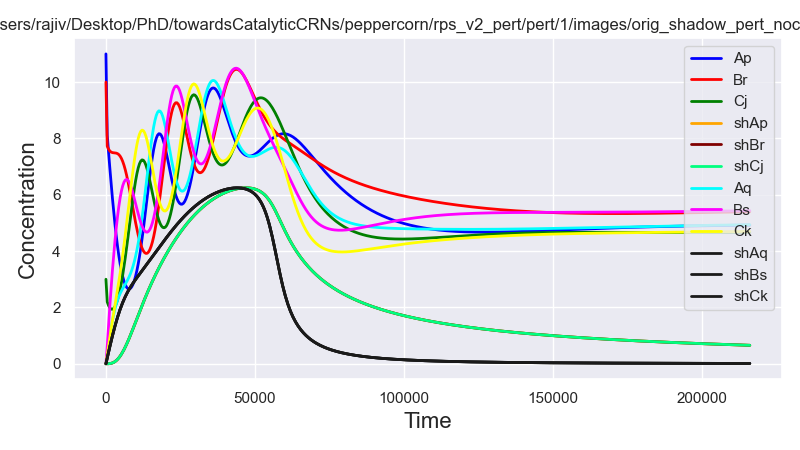 sers/rajiv/Desktop/PhD/towardsCatalyticCRNs/peppercorn/rps_v2_pert/pert/1/images/orig_shadow_pert_noc
Concentration
10
8
6
4
2
0
0
50000
100000
150000
200000
Time
Ap
Br
Cj
shAp
shBr
shCj
Aq
Bs
Ck
shAq
shBs
shCk